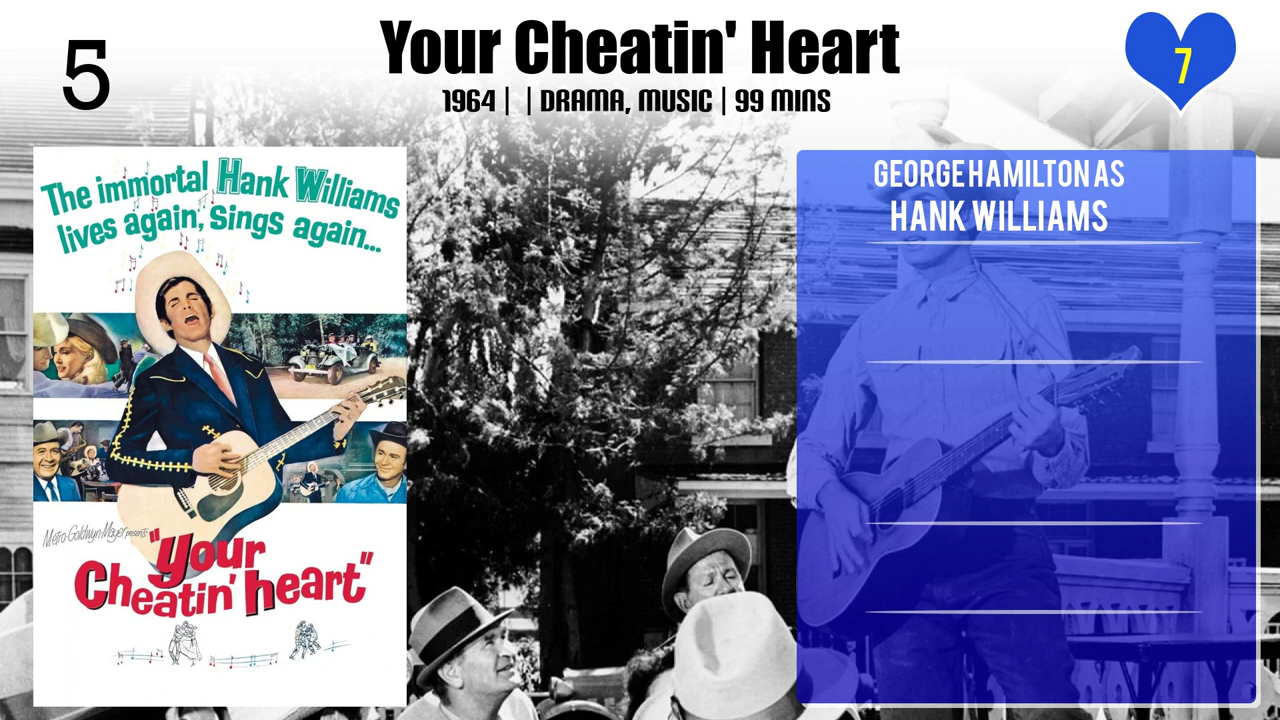 5
Your Cheatin' Heart
7
1964 | | DRAMA, MUSIC | 99 MINS
The immortal Hank Williams
lives again, sings again...
Metro-Goldwyn-Mayer presents
"Your
Cheatin' heart"
GEORGE HAMILTON AS
HANK WILLIAMS